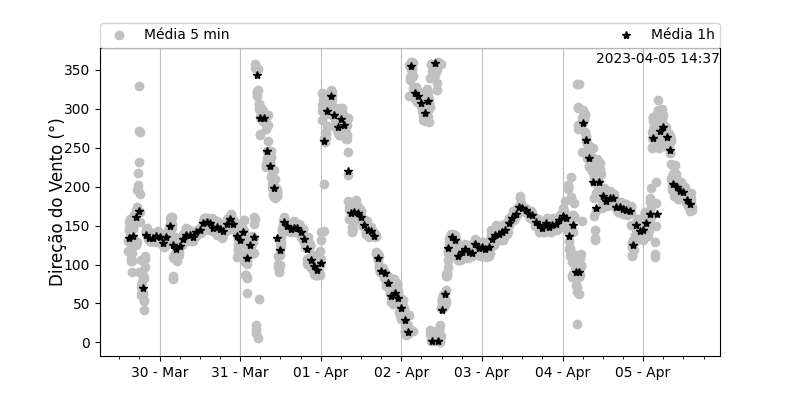 Média 5 min
Média 1h
2023-04-05 14:37
Direção do Vento (°)
350
300
250
200
150
100
50
0
30 - Mar
31 - Mar
01 - Apr
02 - Apr
03 - Apr
04 - Apr
05 - Apr